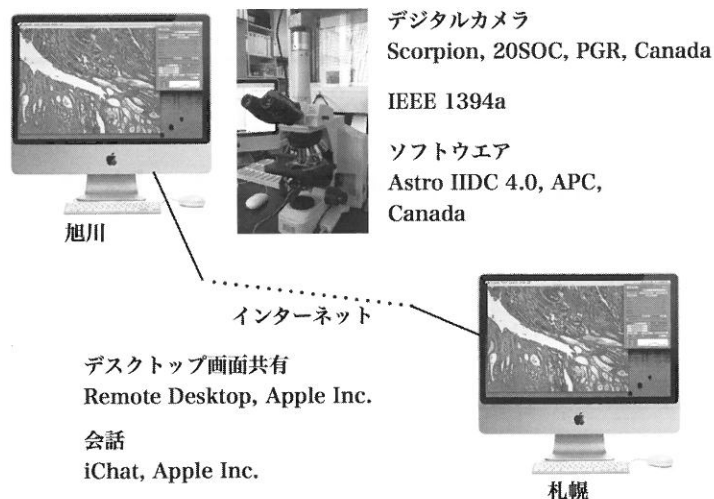 デジタルカメラ
Scorpion, 20SOC, PGR, Canada
IEEE 1394a
ソフトウエア
Astro IIDC 4.0, APC,
Canada
旭川
インターネット
デスクトップ画面共有
Remote Desktop, Apple Inc.
会話
iChat, Apple Inc.
札幌